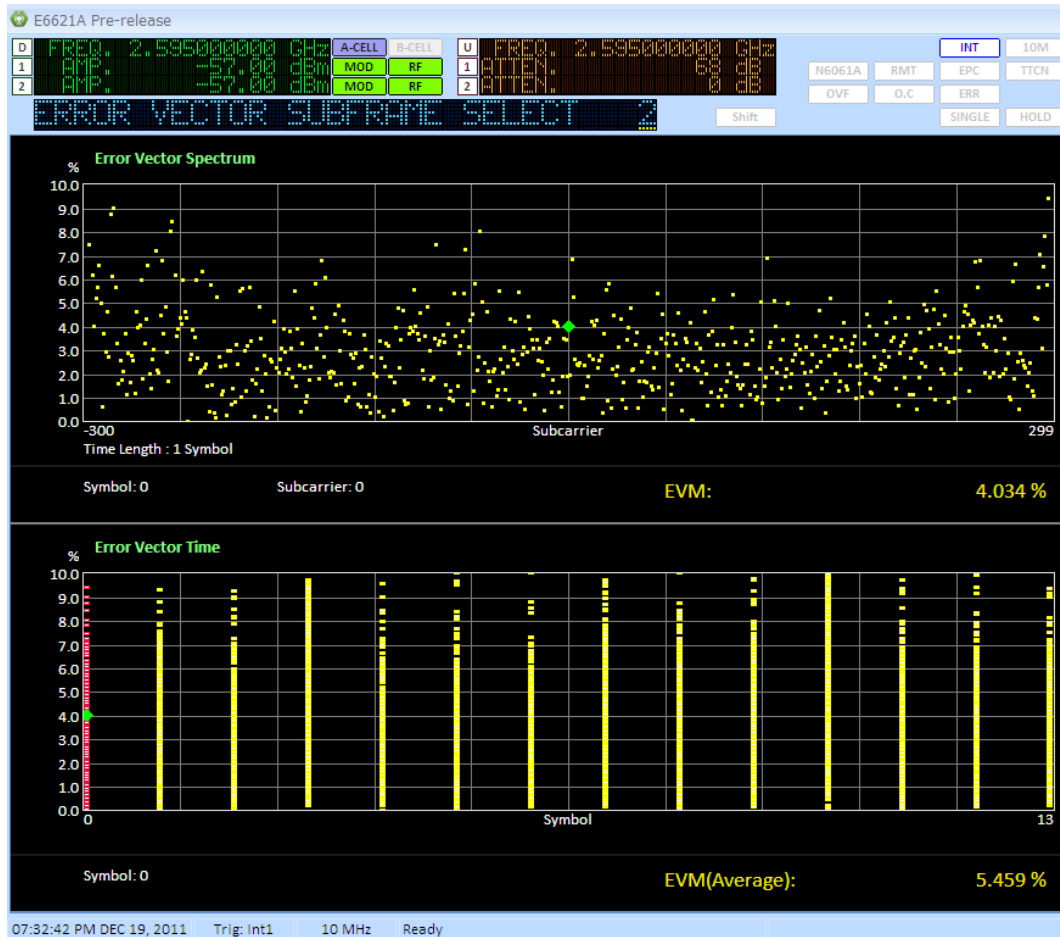 E6621A Pre-release
D FREQ. 2.59500000 GHz A-CELL B-CELL U FREQ. 2.595000000 GHz INT 10M
1 AMP. -57.00 dBm MOD RF 1 ATTEN. dB N6061A RMT EPC TTCN
2 AMP. -57.00 dBm MOD RF 2 ATTEN. 0 dB OVF O.C ERR
ERROR VECTOR SUBFRAME SELECT 2 Shift SINGLE HOLD
Error Vector Spectrum
%
10.0
9.0
8.0
7.0
6.0
5.0
4.0
3.0
2.0
1.0
0.0
-300 Subcarrier 299
Time Length : 1 Symbol
Symbol: 0 Subcarrier: 0 EVM: 4.034 %
Error Vector Time
%
10.0
9.0
8.0
7.0
6.0
5.0
4.0
3.0
2.0
1.0
0.0
0 Symbol 13
Symbol: 0 EVM(Average): 5.459 %
07:32:42 PM DEC 19, 2011 Trig: Int1 10 MHz Ready